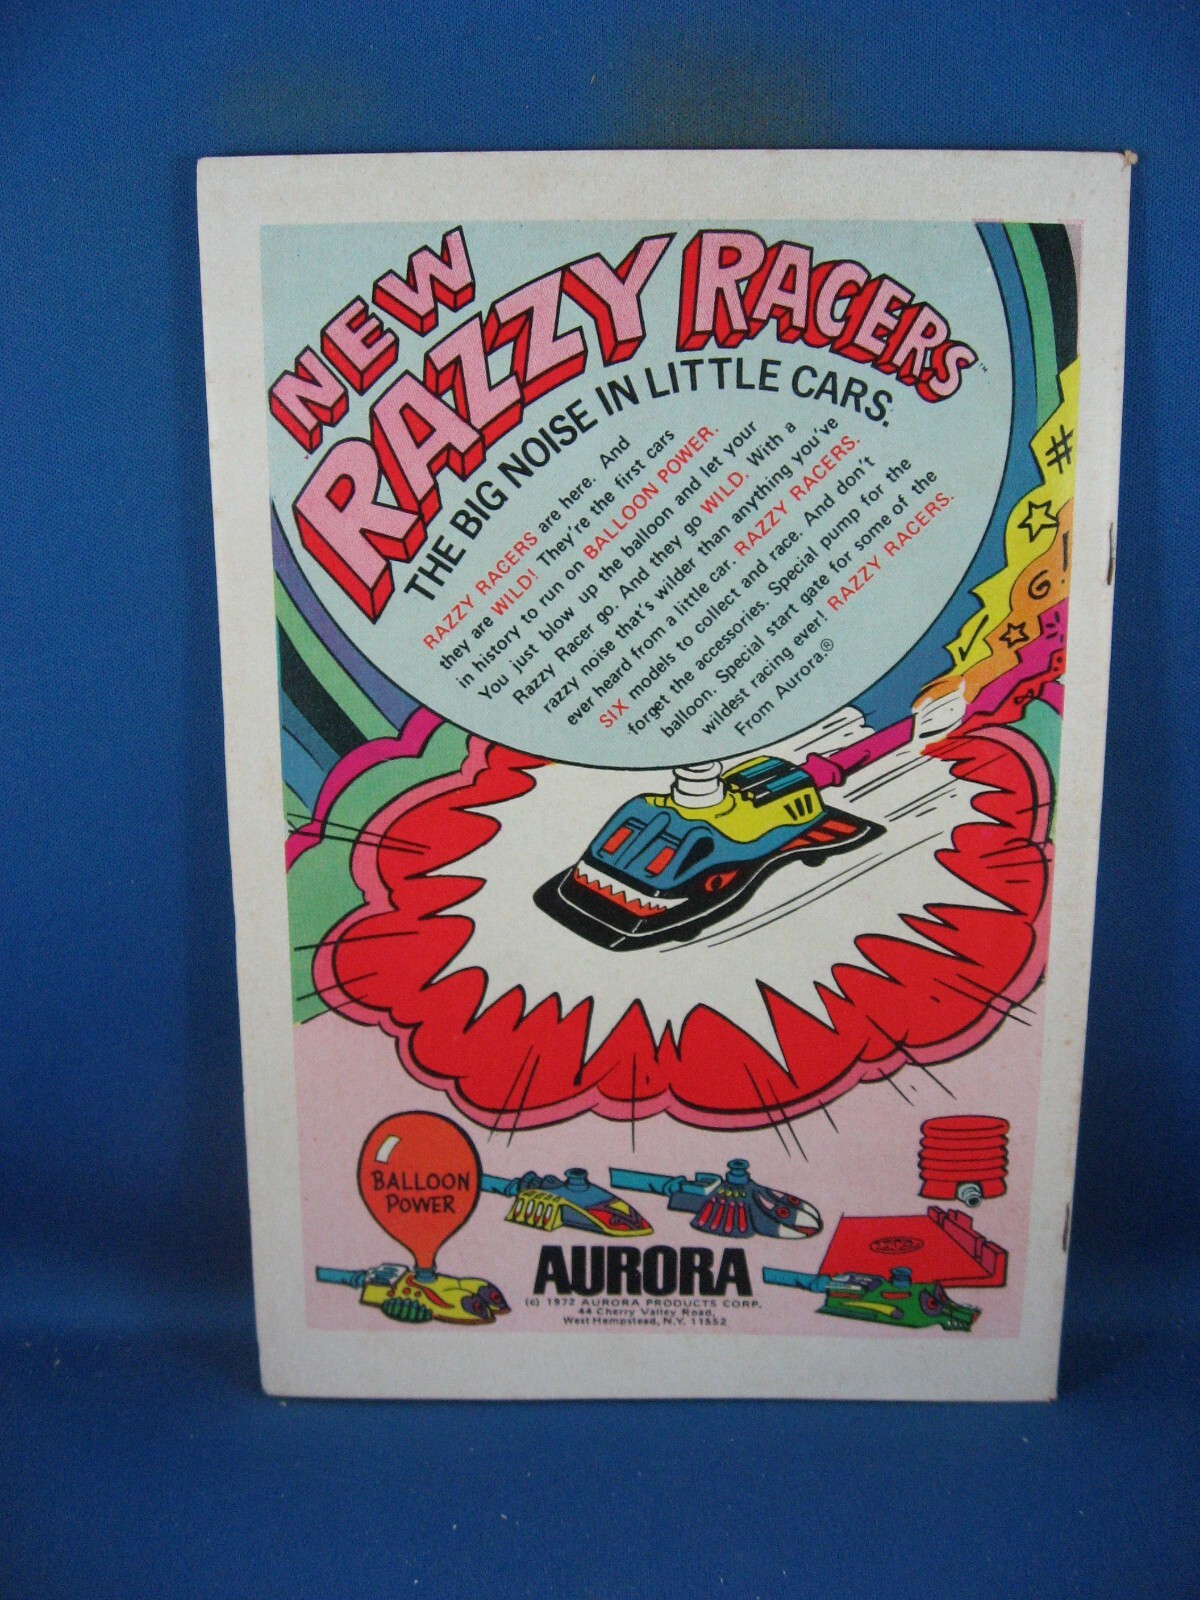 NEW
RAZZY RACERS™
THE BIG NOISE IN LITTLE CARS.
RAZZY RACERS are here. And
they are WILD! They're the first cars
in history to run on BALLOON POWER.
You just blow up the balloon and let your
Razzy Racer go. And they go WILD. With a
razzy noise that's wilder than anything you've
ever heard from a little car. RAZZY RACERS.
SIX models to collect and race. And don't
forget the accessories. Special pump for the
balloon. Special start gate for some of the
wildest racing ever! RAZZY RACERS.
From Aurora.®
#
!
BALLOON
POWER
AURORA
(c) 1972 AURORA PRODUCTS CORP.
44 Cherry Valley Road,
West Hempstead, N.Y. 11552